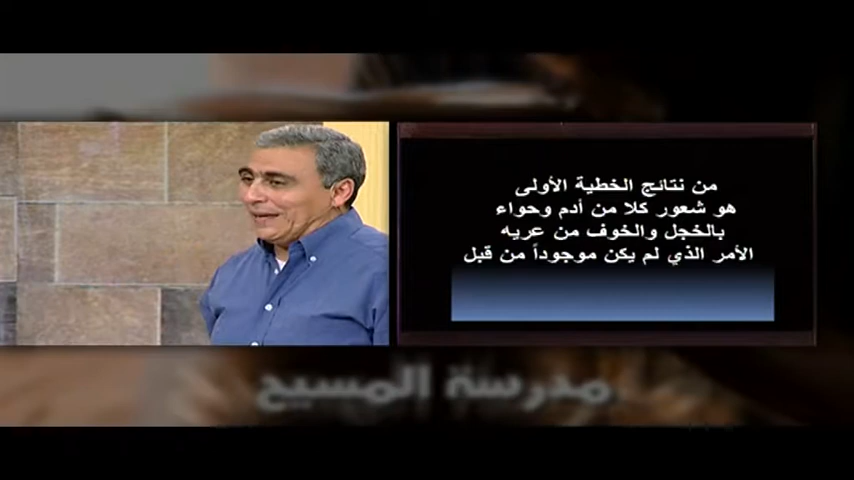 من نتائج الخطية الأولى
هو شعور كلا من أدم وحواء
بالخجل والخوف من عريه
الأمر الذي لم يكن موجوداً من قبل
مدرسة المسيح